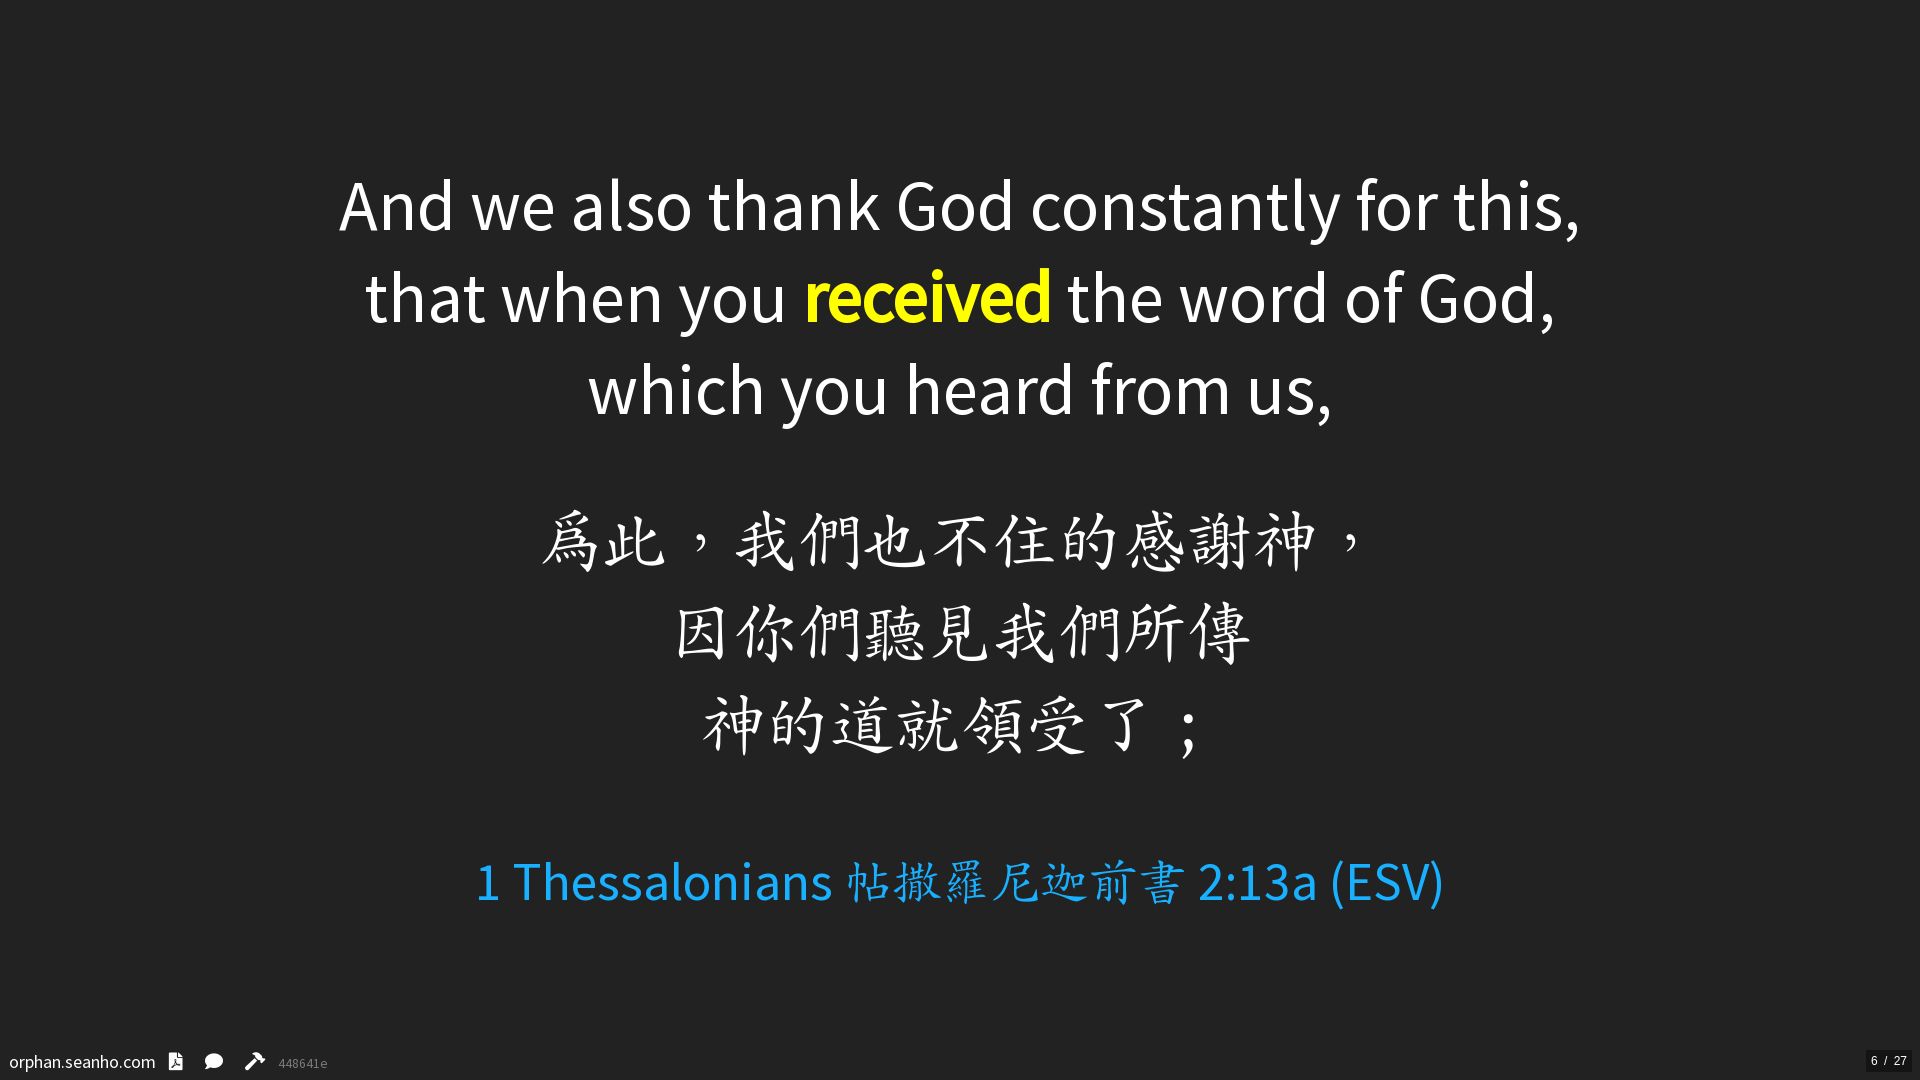 And we also thank God constantly for this,
that when you received the word of God,
which you heard from us,
爲此，我們也不住的感謝神，
因你們聽見我們所傳
神的道就領受了；
1 Thessalonians 帖撒羅尼迦前書 2:13a (ESV)
orphan.seanho.com 448641e
6 / 27